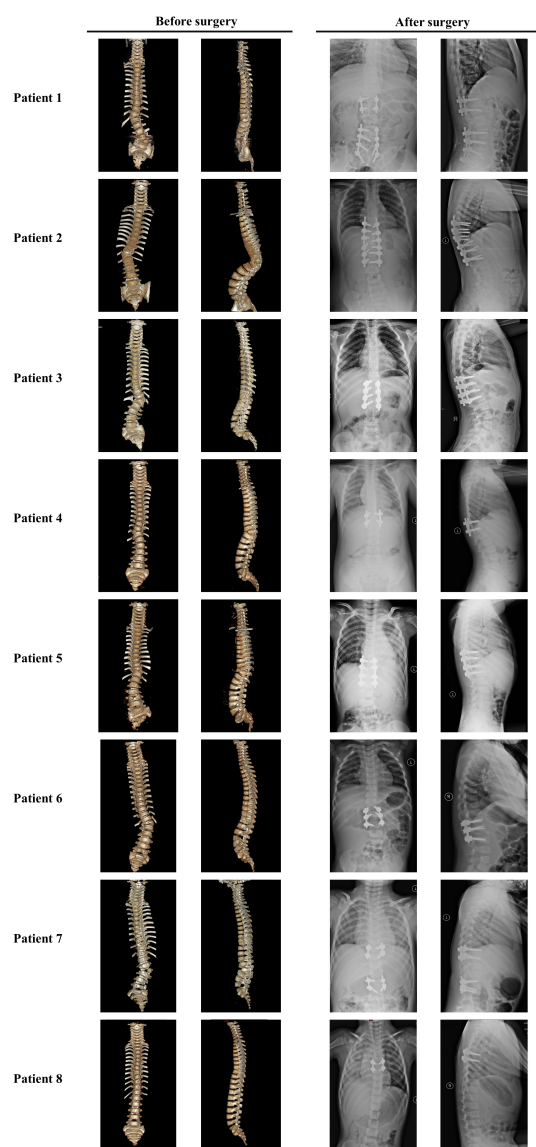 Before surgery
After surgery
Patient 1
Patient 2
Patient 3
Patient 4
Patient 5
Patient 6
Patient 7
Patient 8